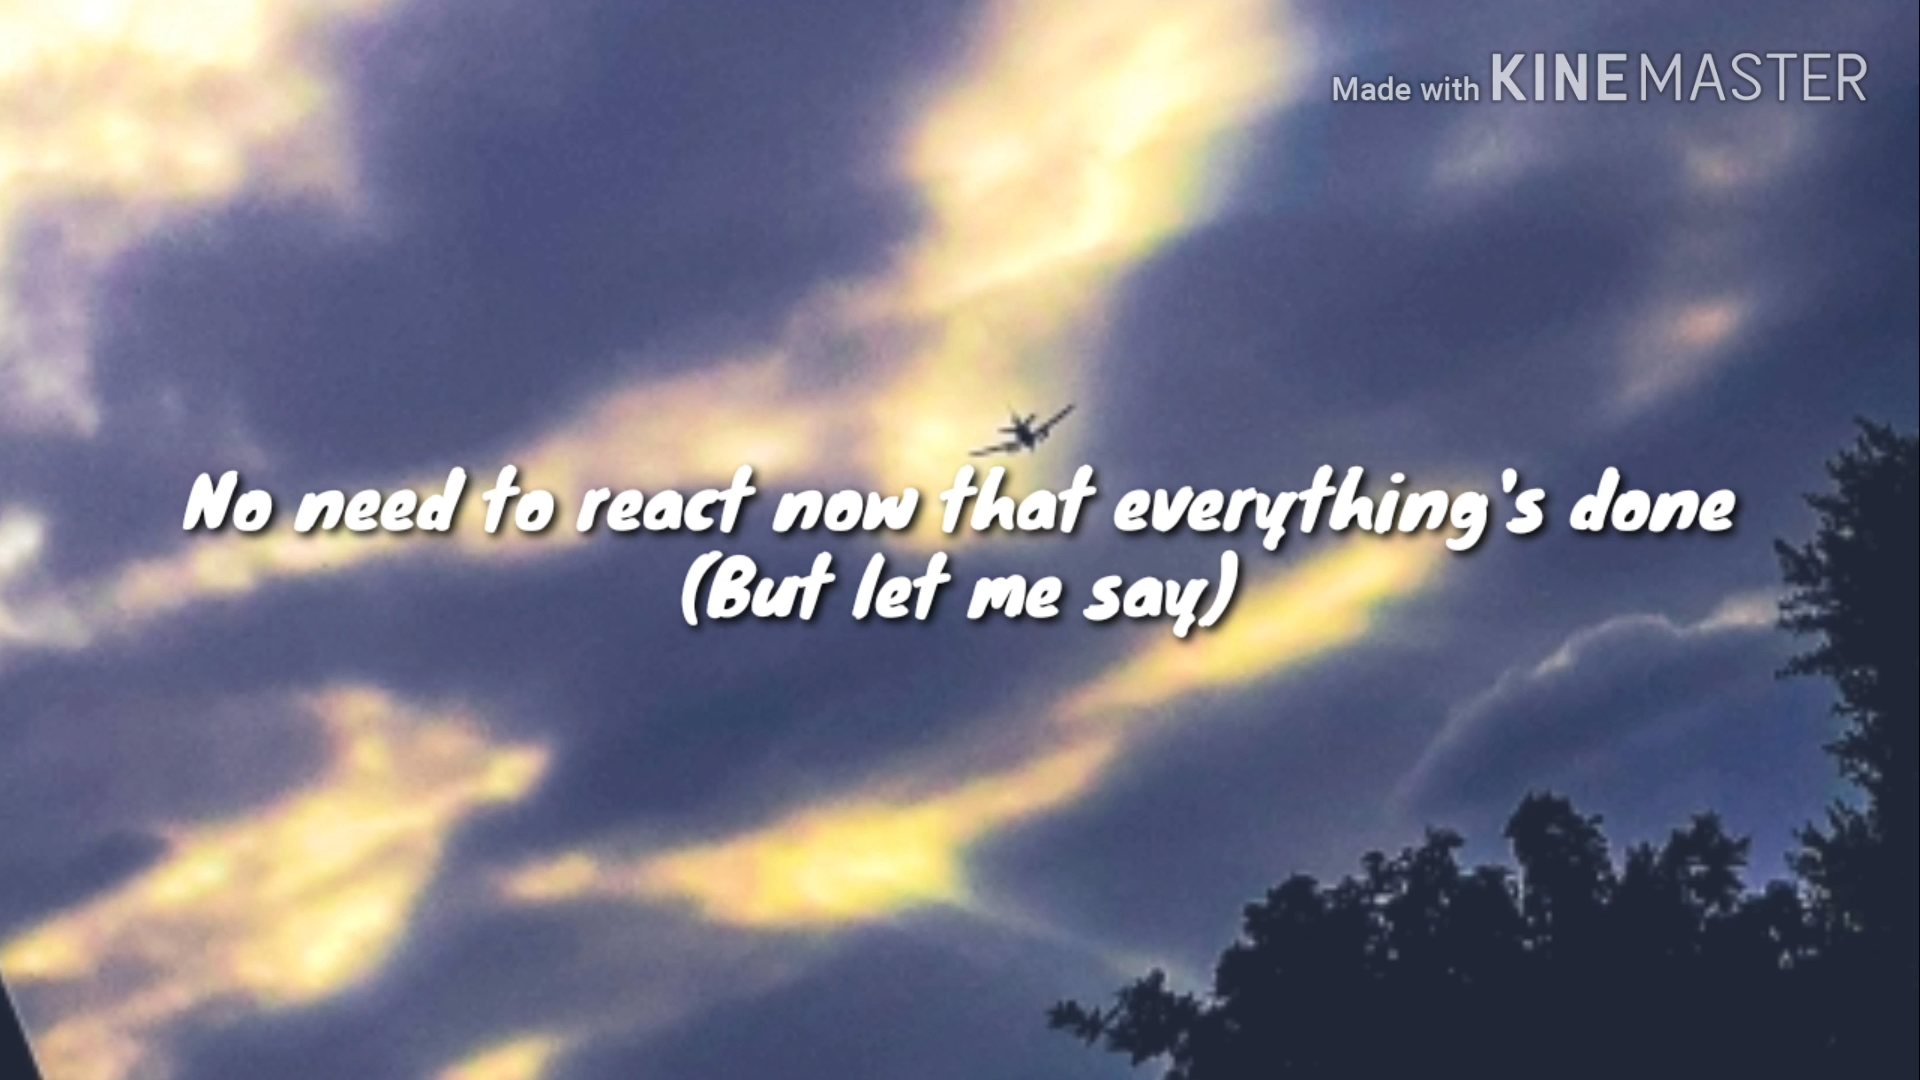 Made with KINEMASTER
No need to react now that everything's done
(But let me say)